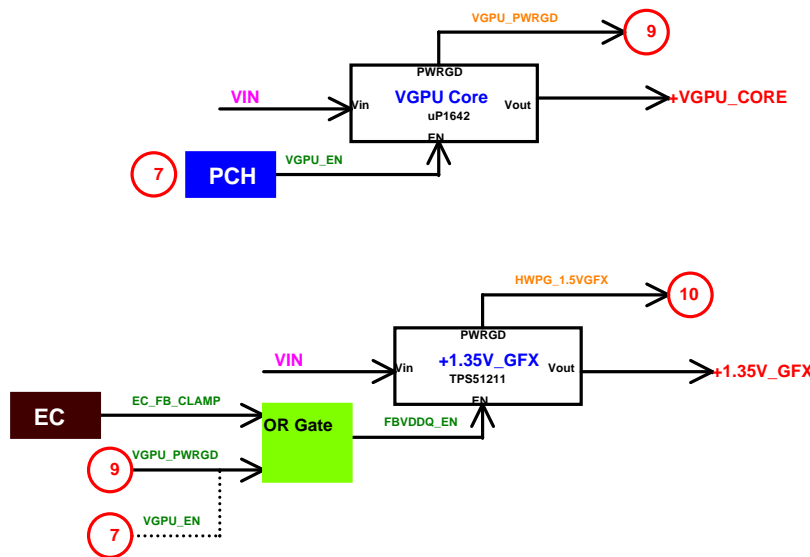 VGPU_PWRGD
9
PWRGD
VIN
Vin
VGPU Core
Vout
+VGPU_CORE
uP1642
EN
7
PCH
VGPU_EN
HWPG_1.5VGFX
10
PWRGD
VIN
Vin
+1.35V_GFX
Vout
+1.35V_GFX
TPS51211
EN
EC
EC_FB_CLAMP
OR Gate
FBVDDQ_EN
9
VGPU_PWRGD
7
VGPU_EN